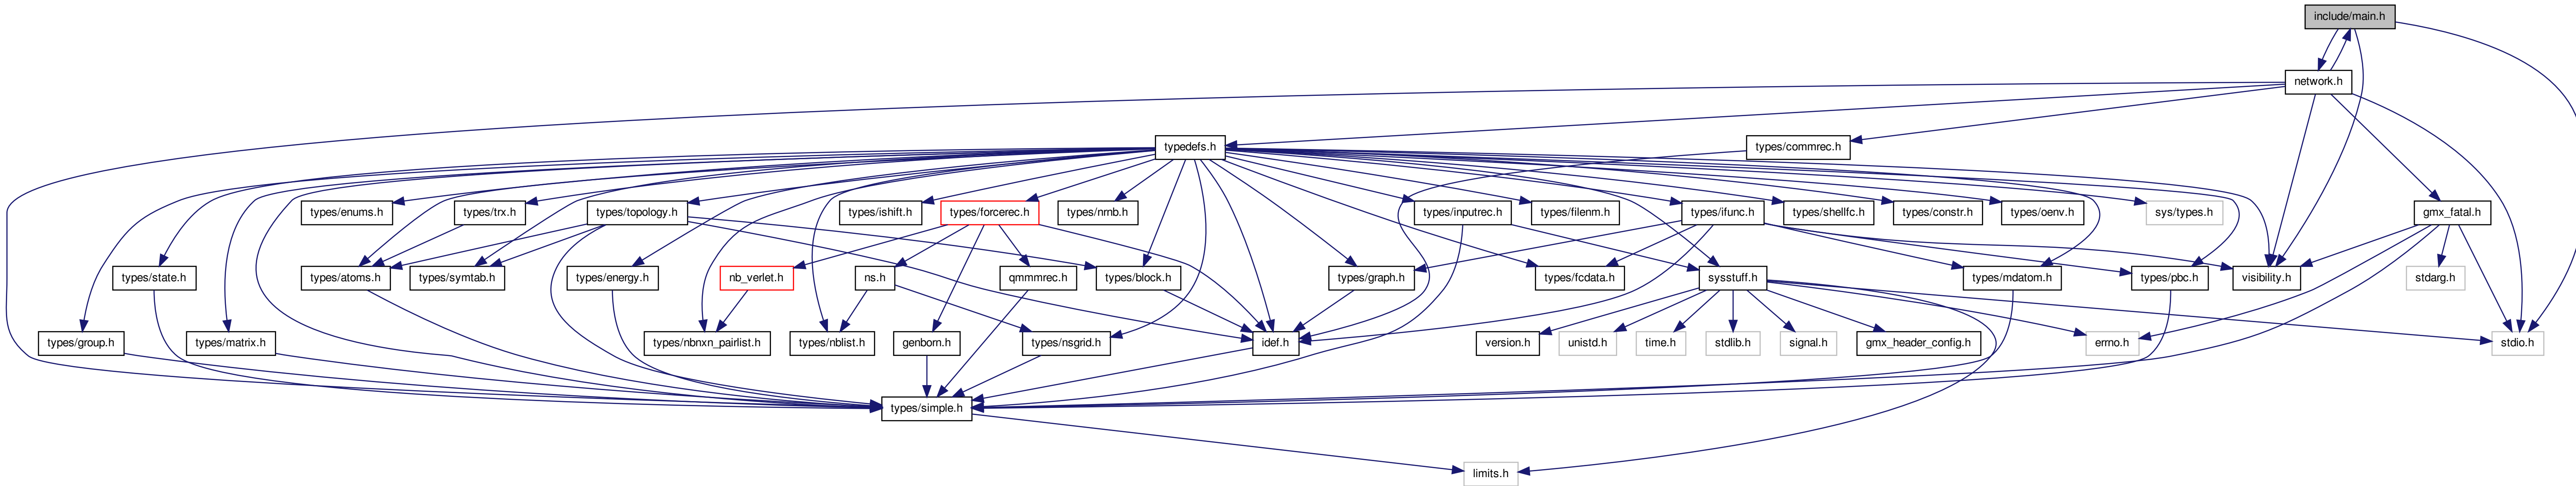 include/main.h
network.h
typedefs.h
types/commrec.h
types/enums.h
types/trx.h
types/topology.h
types/ishift.h
types/forcerec.h
types/nrnb.h
types/inputrec.h
types/filenm.h
types/ifunc.h
types/shellfc.h
types/constr.h
types/oenv.h
sys/types.h
gmx_fatal.h
types/state.h
types/atoms.h
types/symtab.h
types/energy.h
nb_verlet.h
ns.h
qmmmrec.h
types/block.h
types/graph.h
types/fcdata.h
sysstuff.h
types/mdatom.h
types/pbc.h
visibility.h
stdarg.h
types/group.h
types/matrix.h
types/nbnxn_pairlist.h
types/nblist.h
genborn.h
types/nsgrid.h
idef.h
version.h
unistd.h
time.h
stdlib.h
signal.h
gmx_header_config.h
errno.h
stdio.h
types/simple.h
limits.h